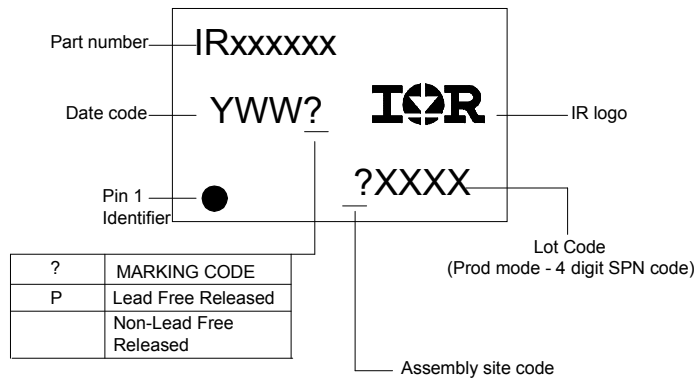 Part number
IRxxxxxx
Date code
YWW?
IOR
IR logo
?XXXX
Pin 1
Identifier
Lot Code
(Prod mode - 4 digit SPN code)
? MARKING CODE
P Lead Free Released
Non-Lead Free
Released
Assembly site code